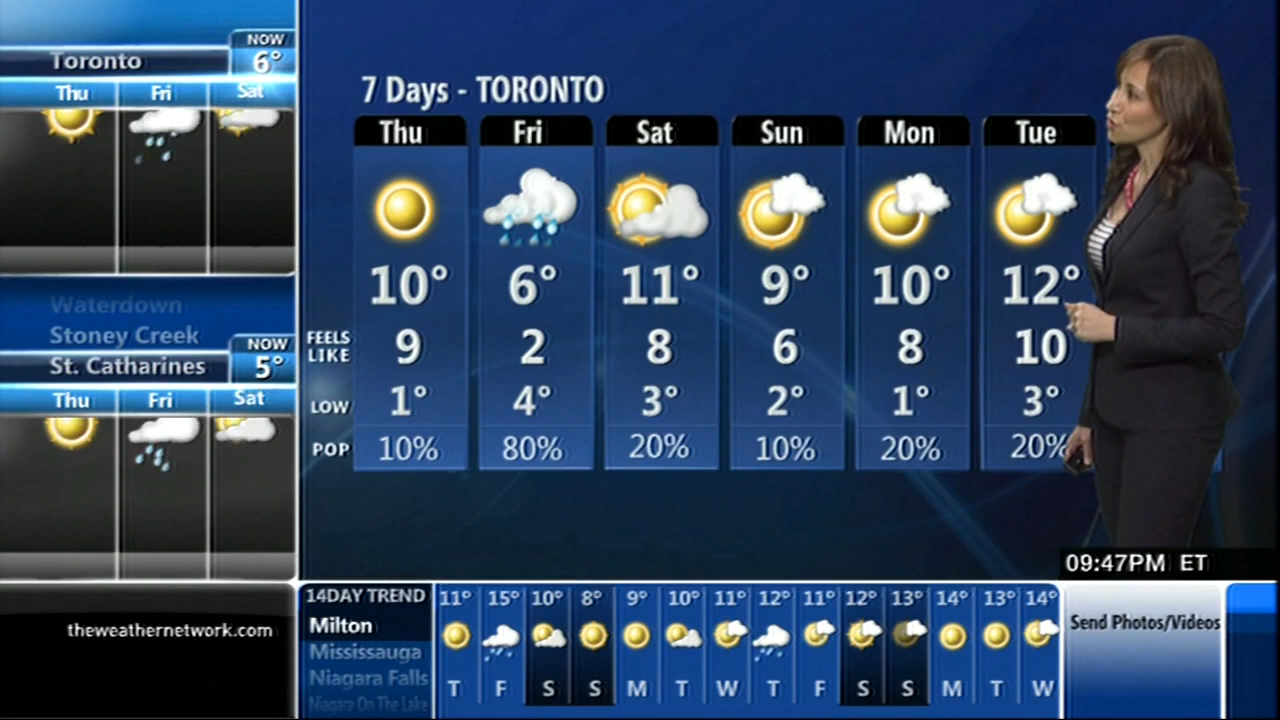 NOW
Toronto 6°
Thu Fri Sat
Waterdown
Stoney Creek
NOW
St. Catharines 5°
Thu Fri Sat
theweathernetwork.com
7 Days - TORONTO
Thu Fri Sat Sun Mon Tue
10° 6° 11° 9° 10° 12°
FEELS
LIKE 9 2 8 6 8 10
LOW 1° 4° 3° 2° 1° 3°
POP 10% 80% 20% 10% 20% 20%
09:47PM ET
14DAY TREND 11° 15° 10° 8° 9° 10° 11° 12° 11° 12° 13° 14° 13° 14°
Milton
Mississauga
Niagara Falls
Niagara On The Lake
T F S S M T W T F S S M T W
Send Photos/Videos